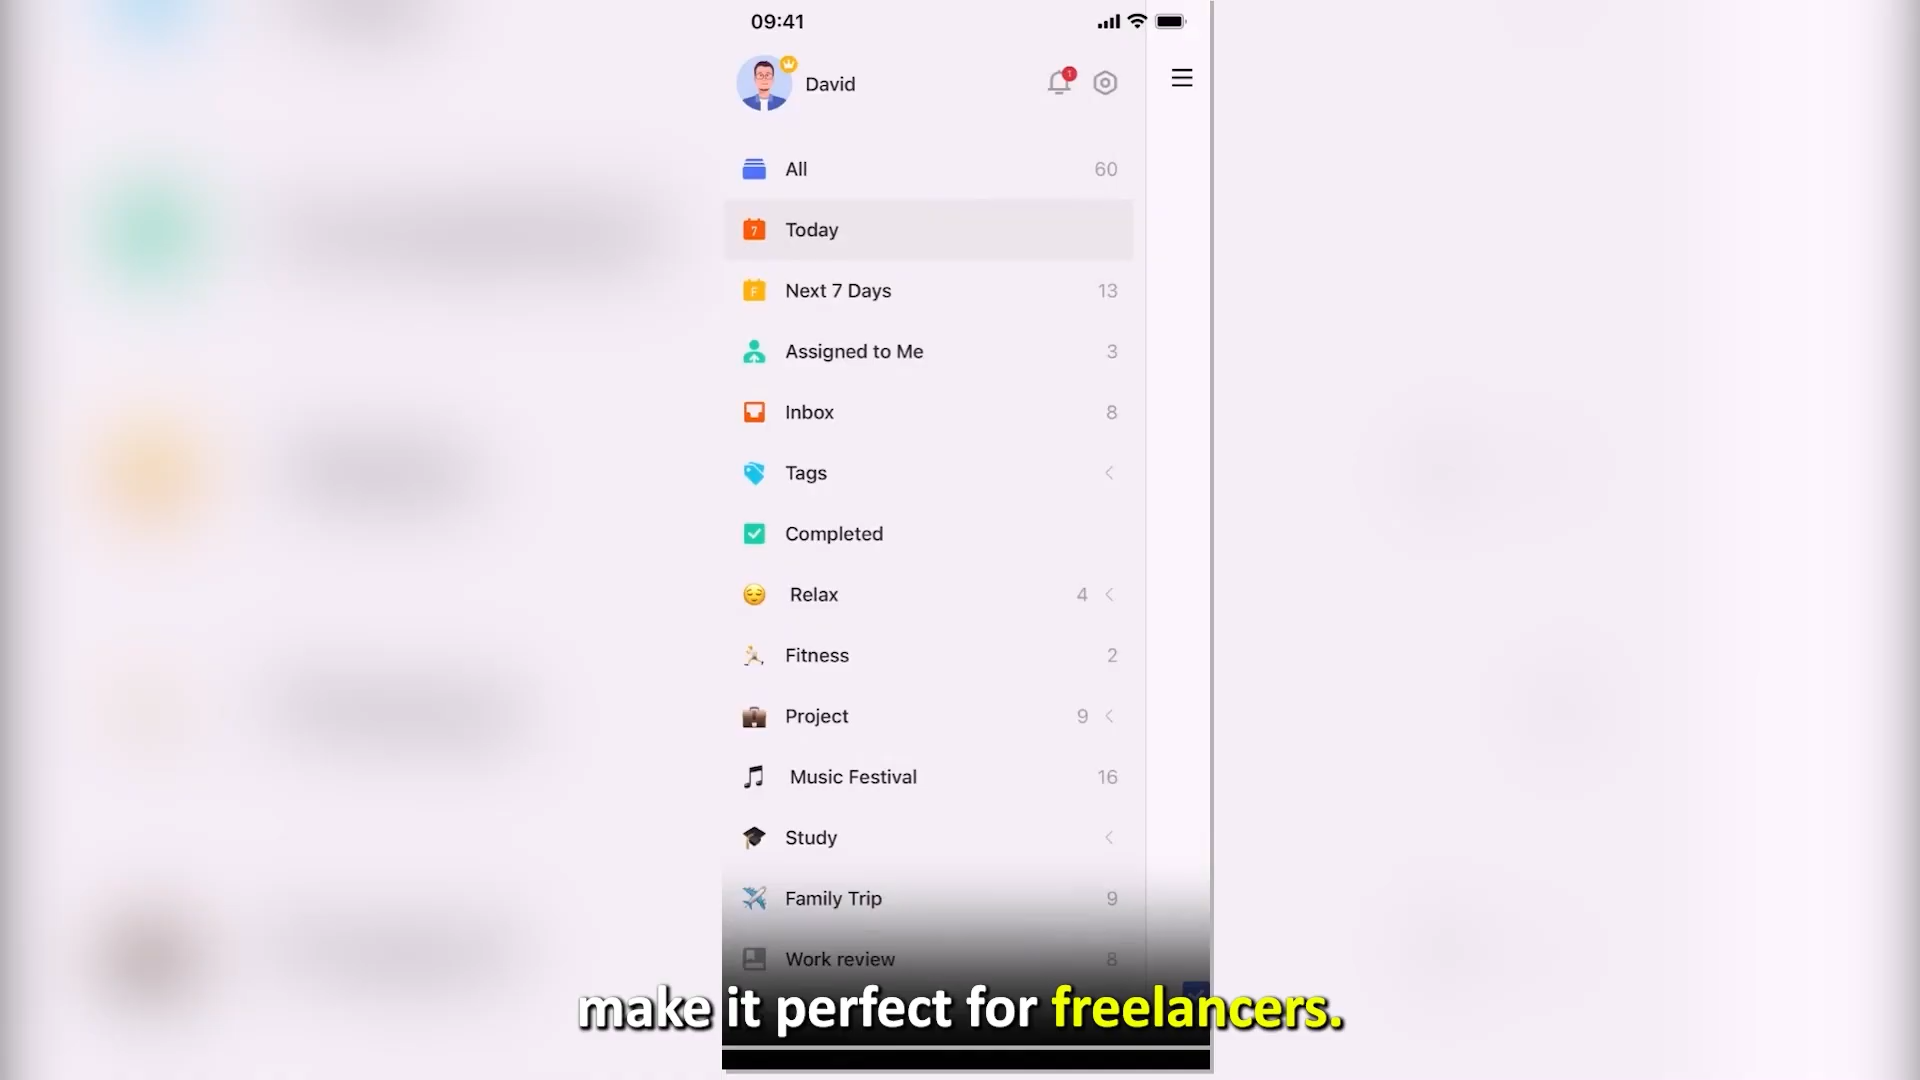 09:41
David
1
All 60
7 Today
F Next 7 Days 13
Assigned to Me 3
Inbox 8
Tags
Completed
Relax 4
Fitness 2
Project 9
Music Festival 16
Study
Family Trip 9
Work review 8
make it perfect for freelancers.